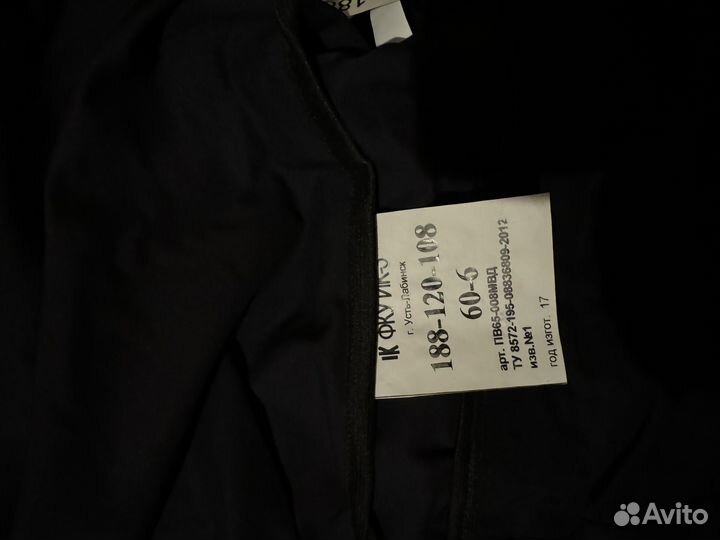 188
ФКУ ИК-5
г. Усть-Лабинск
188-120-108
60-6
арт. ПВ65-008МВД
ТУ 8572-195-08836809-2012
изв.№1
год изгот. 17
Avito